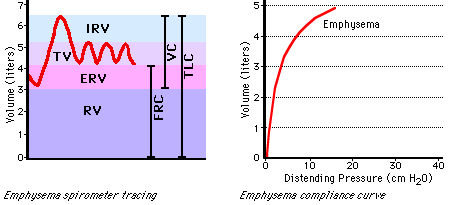 Volume (liters)
7
6
5
4
3
2
1
0
IRV
TV
ERV
RV
FRC
VC
TLC
Emphysema spirometer tracing
Volume (liters)
5
4
3
2
1
0
Emphysema
0 10 20 30 40
Distending Pressure (cm H₂O)
Emphysema compliance curve